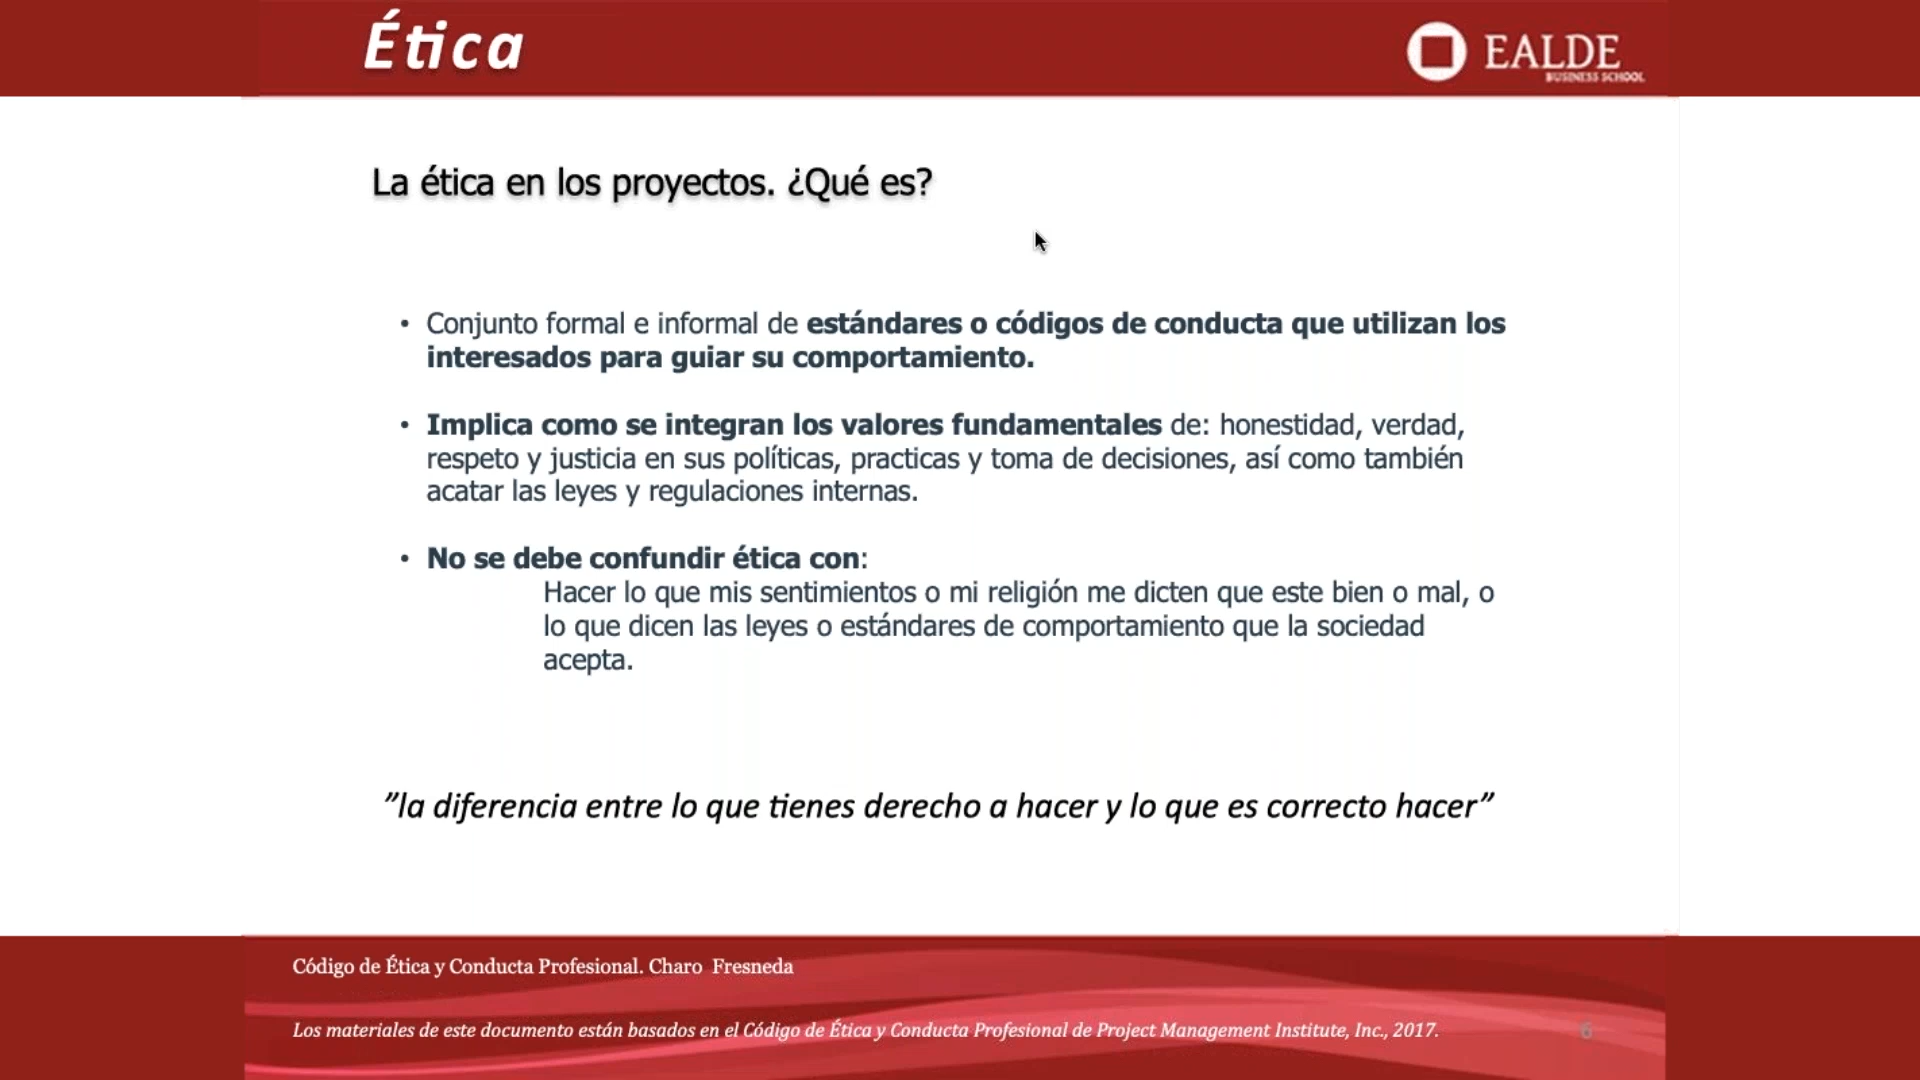 Ética
EALDE
BUSINESS SCHOOL
La ética en los proyectos. ¿Qué es?
• Conjunto formal e informal de estándares o códigos de conducta que utilizan los
interesados para guiar su comportamiento.
• Implica como se integran los valores fundamentales de: honestidad, verdad,
respeto y justicia en sus políticas, practicas y toma de decisiones, así como también
acatar las leyes y regulaciones internas.
• No se debe confundir ética con:
Hacer lo que mis sentimientos o mi religión me dicten que este bien o mal, o
lo que dicen las leyes o estándares de comportamiento que la sociedad
acepta.
”la diferencia entre lo que tienes derecho a hacer y lo que es correcto hacer”
Código de Ética y Conducta Profesional. Charo Fresneda
Los materiales de este documento están basados en el Código de Ética y Conducta Profesional de Project Management Institute, Inc., 2017.
6